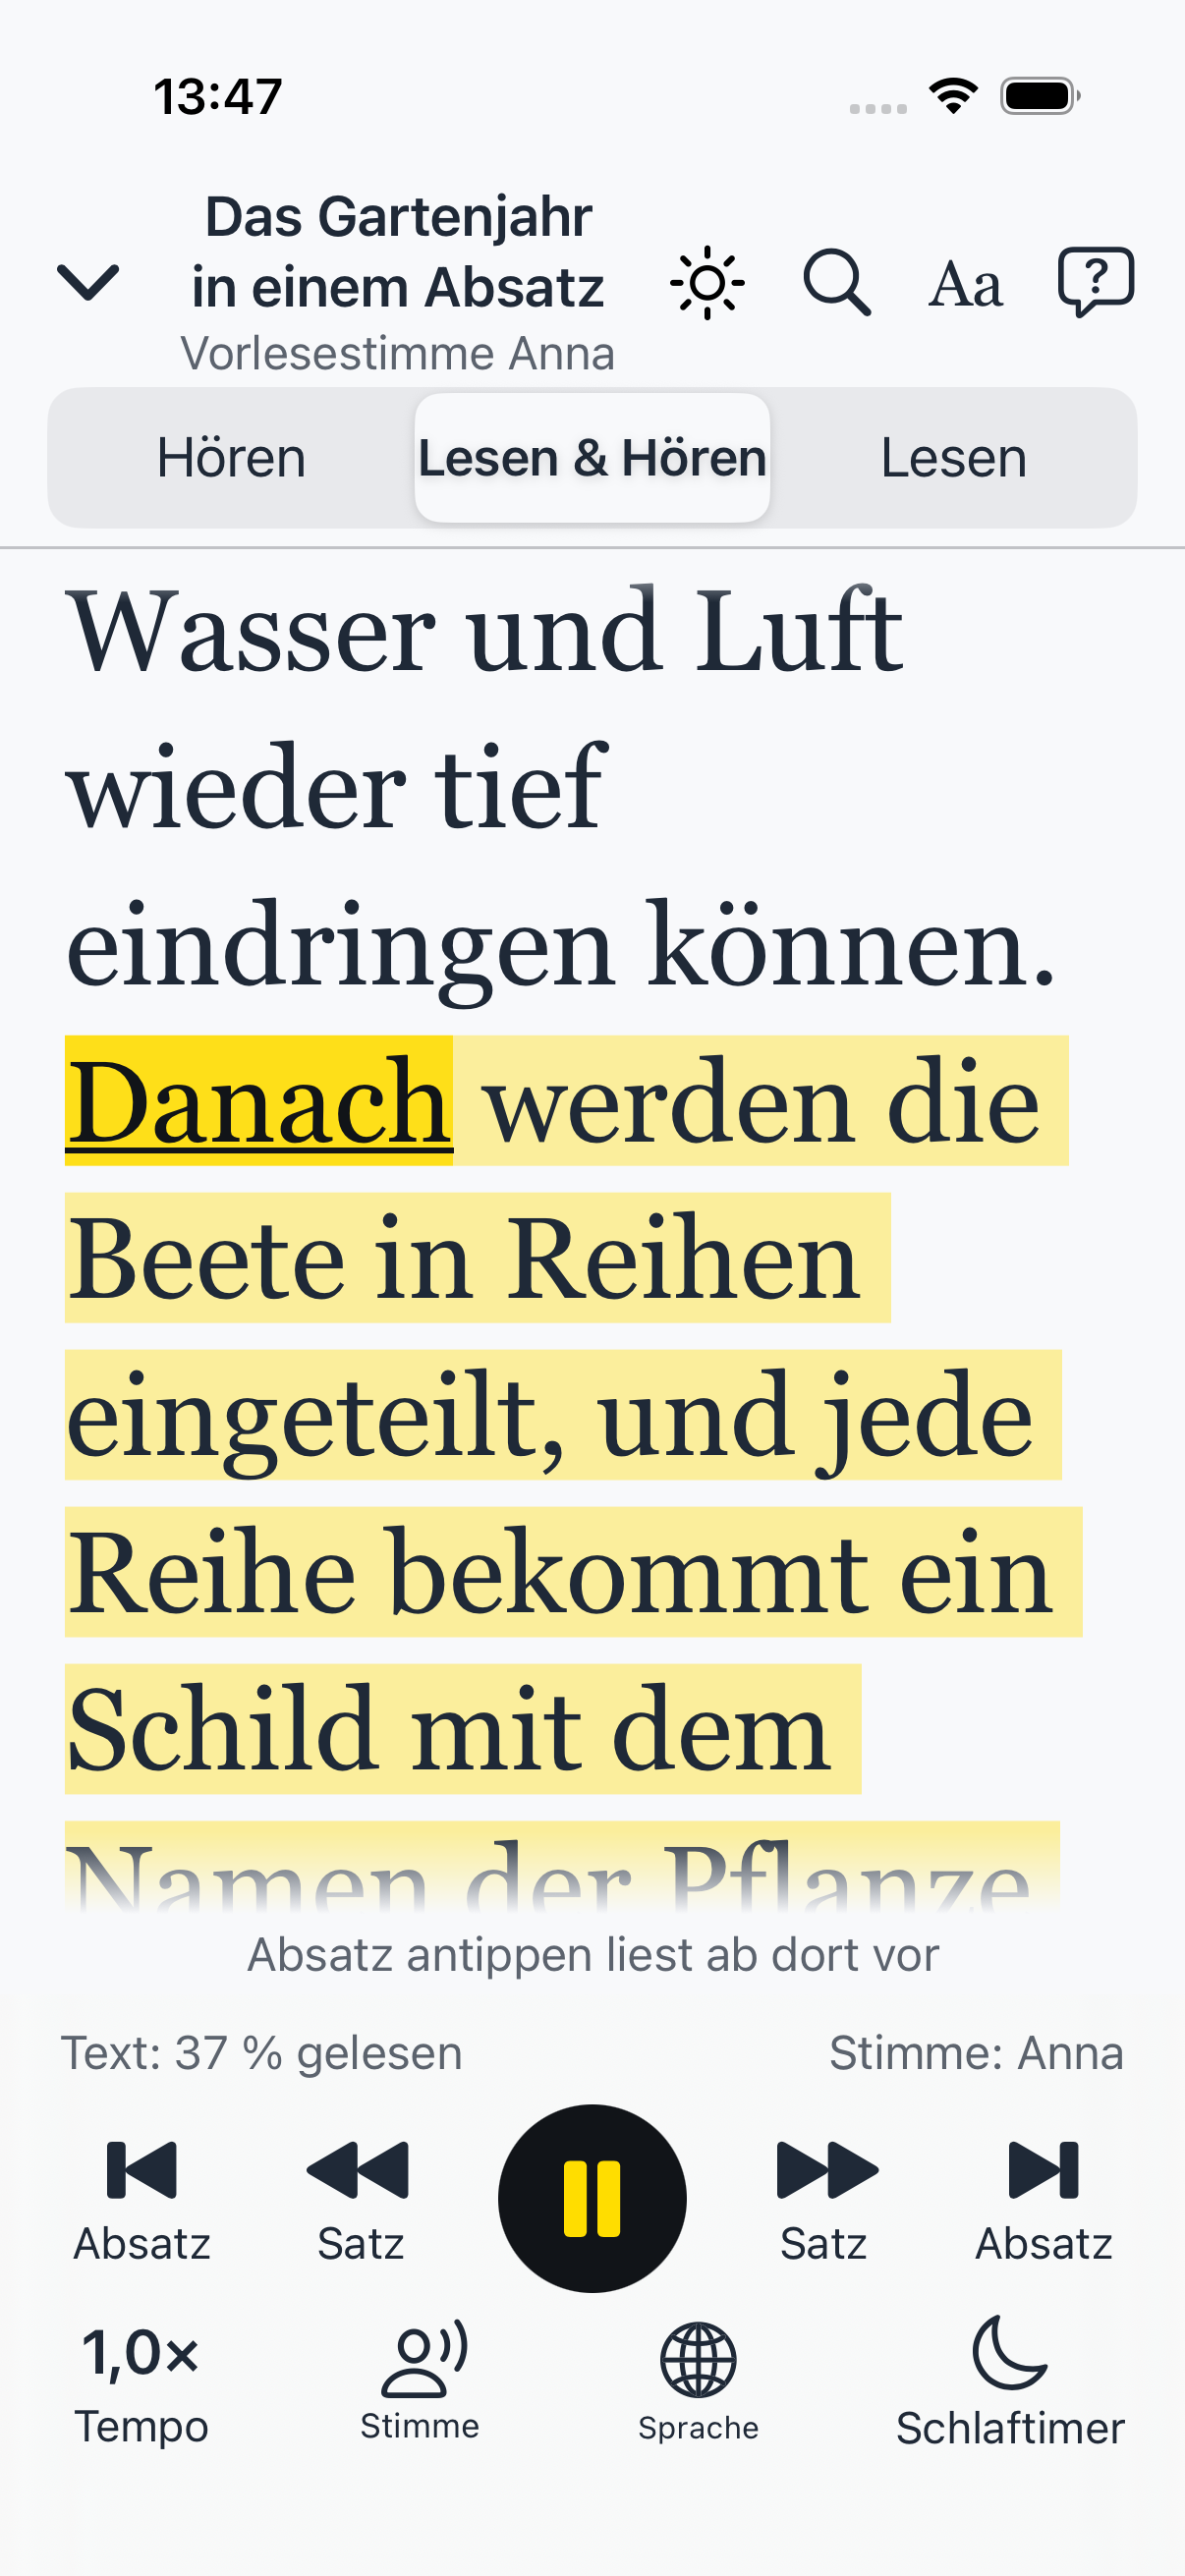 13:47
Das Gartenjahr
in einem Absatz
Vorlesestimme Anna
Aa
?
Hören
Lesen & Hören
Lesen
Wasser und Luft
wieder tief
eindringen können.
Danach werden die
Beete in Reihen
eingeteilt, und jede
Reihe bekommt ein
Schild mit dem
Namen der Pflanze
Absatz antippen liest ab dort vor
Text: 37 % gelesen
Stimme: Anna
Absatz
Satz
Satz
Absatz
1,0×
Tempo
Stimme
Sprache
Schlaftimer